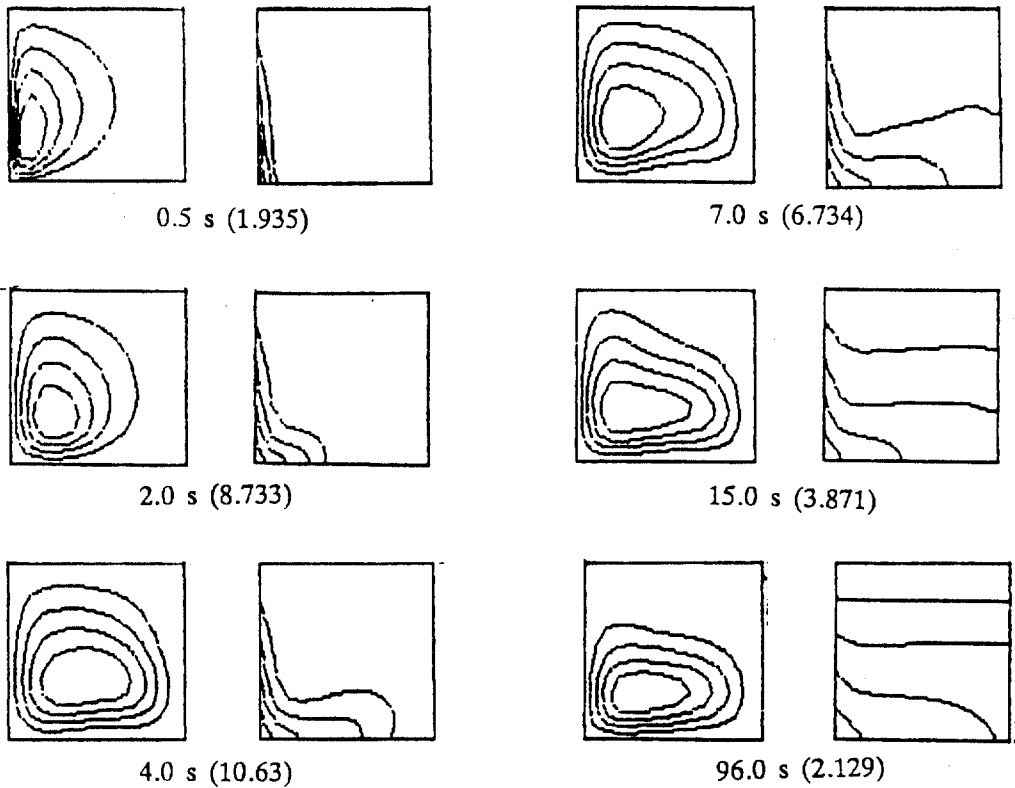 0.5 s (1.935)
7.0 s (6.734)
2.0 s (8.733)
15.0 s (3.871)
4.0 s (10.63)
96.0 s (2.129)